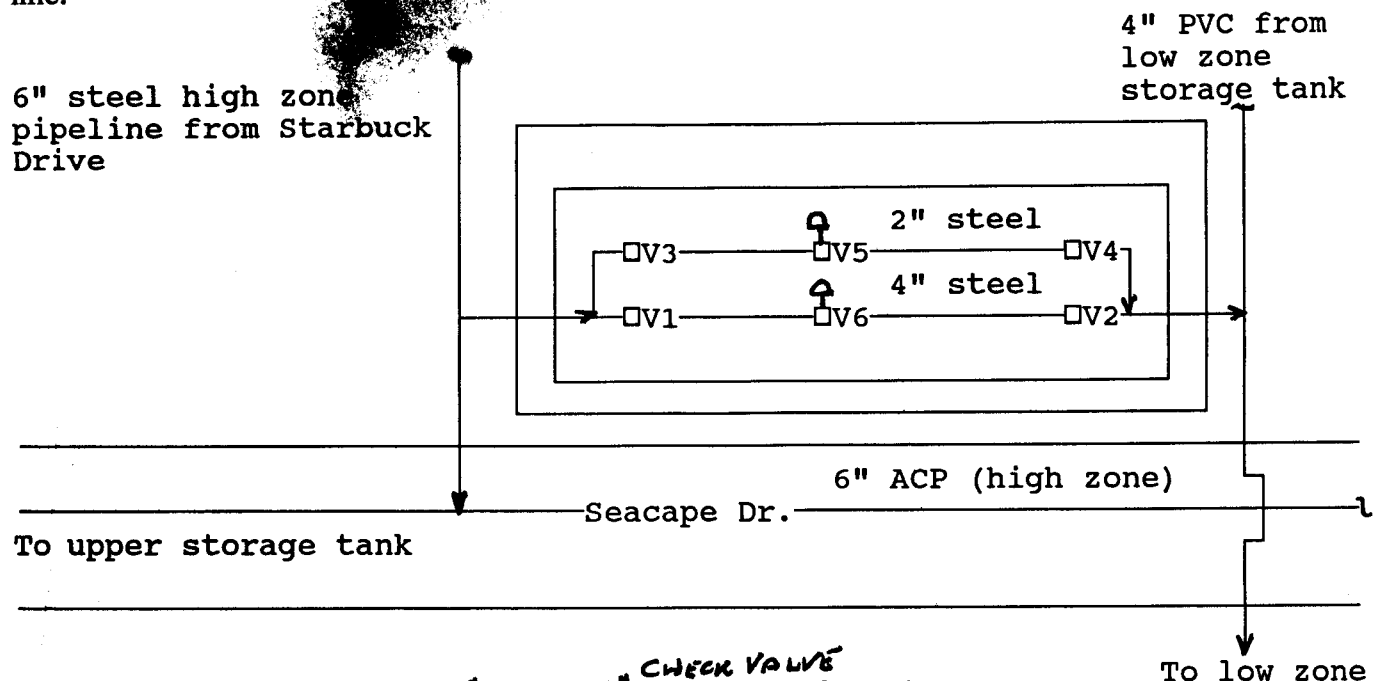 4" PVC from
low zone
storage tank
6" steel high zone
pipeline from Starbuck
Drive
2" steel
V3
V5
V4
4" steel
V1
V6
V2
6" ACP (high zone)
Seacape Dr.
To upper storage tank
CHECK VALVE
To low zone